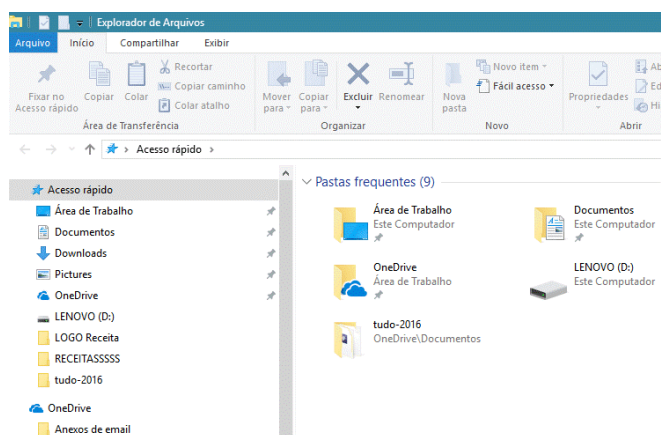 Explorador de Arquivos
Arquivo Início Compartilhar Exibir
Fixar no Acesso rápido
Copiar
Colar
Recortar
Copiar caminho
Colar atalho
Mover para
Copiar para
Excluir
Renomear
Nova pasta
Novo item
Fácil acesso
Propriedades
Ab
Ed
Hi
Área de Transferência Organizar Novo Abrir
Acesso rápido
Acesso rápido
Área de Trabalho
Documentos
Downloads
Pictures
OneDrive
LENOVO (D:)
LOGO Receita
RECEITASSSSS
tudo-2016
OneDrive
Anexos de email
Pastas frequentes (9)
Área de Trabalho
Este Computador
Documentos
Este Computador
OneDrive
Área de Trabalho
LENOVO (D:)
Este Computador
tudo-2016
OneDrive\Documentos